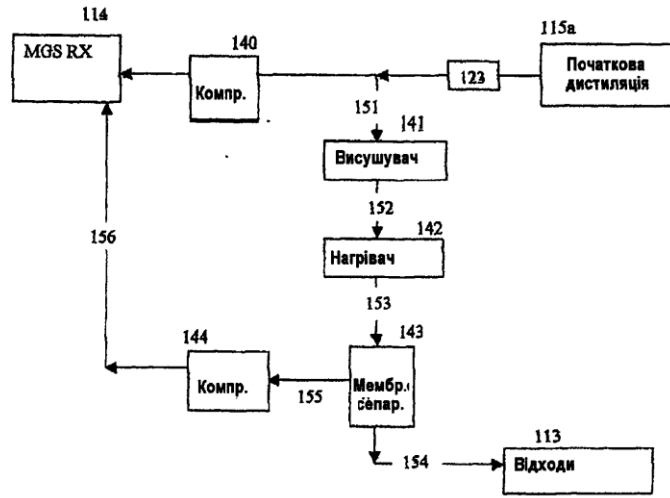 114
MGS RX
140
Компр.
123
115a
Початкова
дистиляція
151
141
Висушувач
152
142
Нагрівач
153
156
144
Компр.
155
143
Мембр.
сепар.
154
113
Відходи